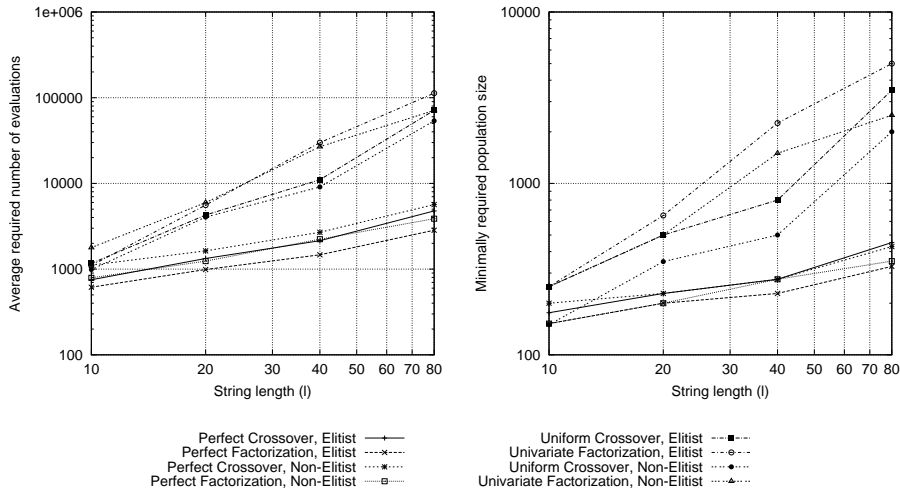 1e+006
100000
10000
1000
100
Average required number of evaluations
10 20 30 40 50 60 70 80
String length (l)
10000
1000
100
Minimally required population size
10 20 30 40 50 60 70 80
String length (l)
Perfect Crossover, Elitist
Perfect Factorization, Elitist
Perfect Crossover, Non-Elitist
Perfect Factorization, Non-Elitist
Uniform Crossover, Elitist
Univariate Factorization, Elitist
Uniform Crossover, Non-Elitist
Univariate Factorization, Non-Elitist